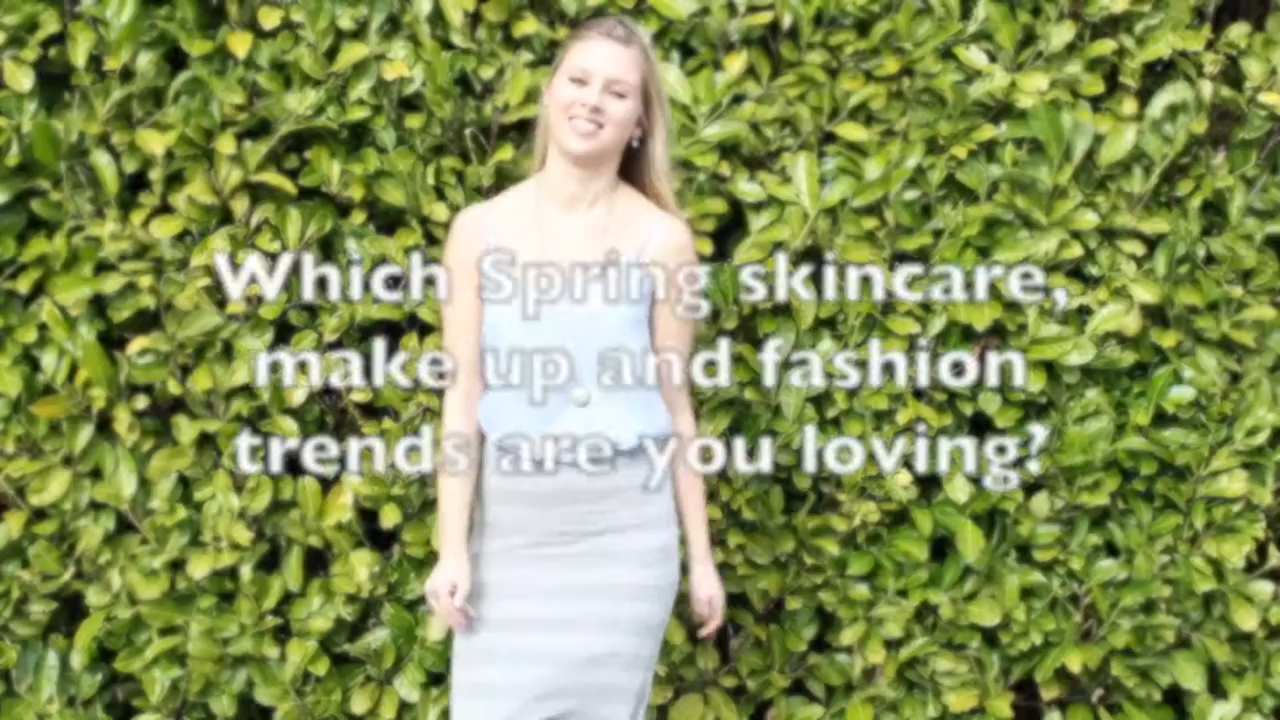 Which Spring skincare,
make up and fashion
trends are you loving?